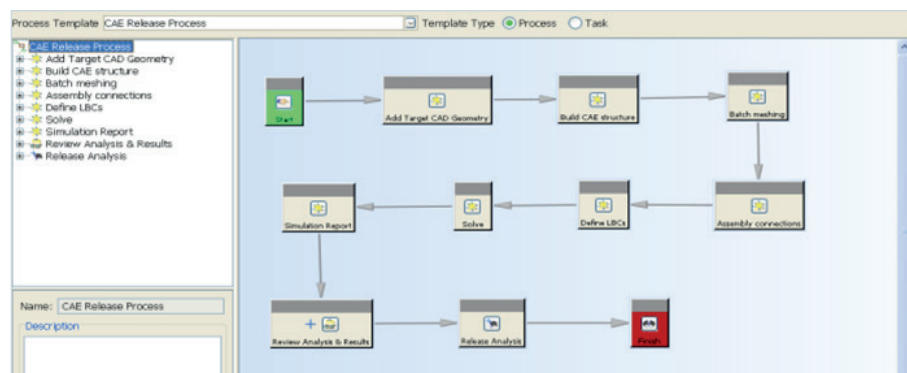 Process Template CAE Release Process Template Type Process Task
CAE Release Process
Add Target CAD Geometry
Build CAE structure
Batch meshing
Assembly connections
Define LBCs
Solve
Simulation Report
Review Analysis & Results
Release Analysis
Start
Add Target CAD Geometry
Build CAE structure
Batch meshing
Simulation Report
Solve
Define LBCs
Assembly connections
Review Analysis & Results
Release Analysis
Finish
Name: CAE Release Process
Description